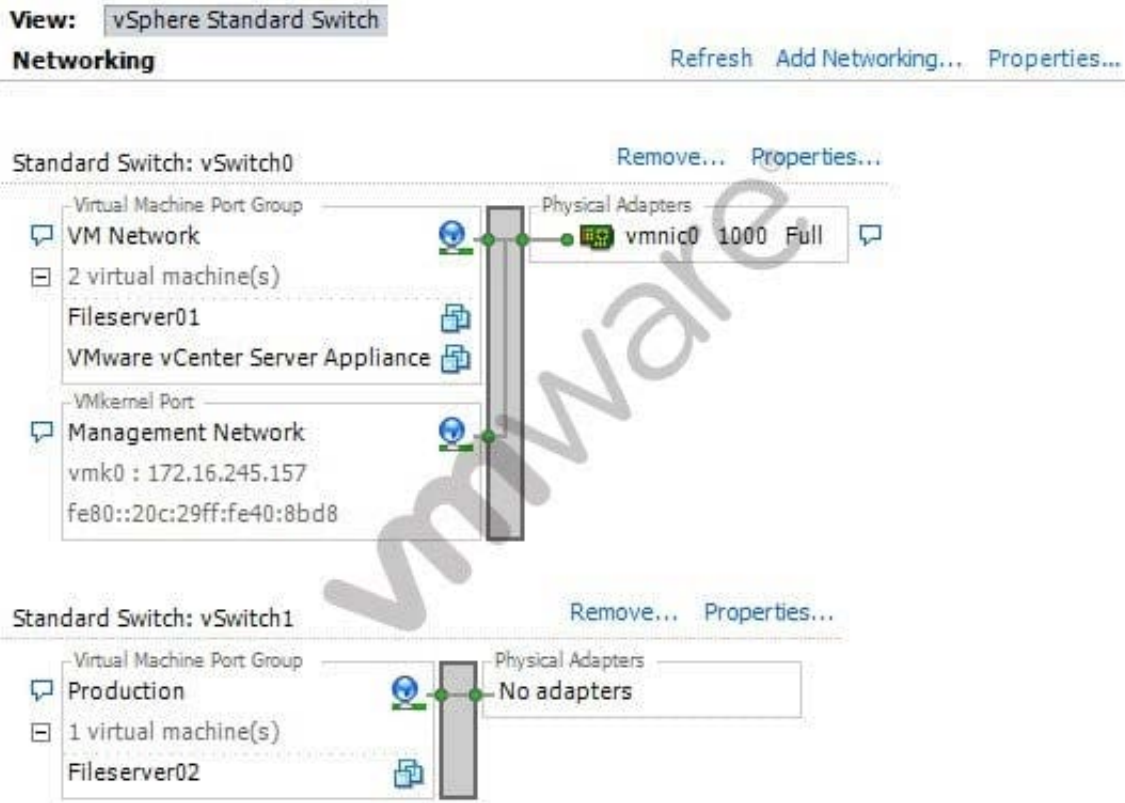 View: vSphere Standard Switch
Networking Refresh Add Networking... Properties...
Standard Switch: vSwitch0 Remove... Properties...
Virtual Machine Port Group Physical Adapters
VM Network vmnic0 1000 Full
2 virtual machine(s)
Fileserver01
VMware vCenter Server Appliance
VMkernel Port
Management Network
vmk0 : 172.16.245.157
fe80::20c:29ff:fe40:8bd8
vmware®
Standard Switch: vSwitch1 Remove... Properties...
Virtual Machine Port Group Physical Adapters
Production No adapters
1 virtual machine(s)
Fileserver02